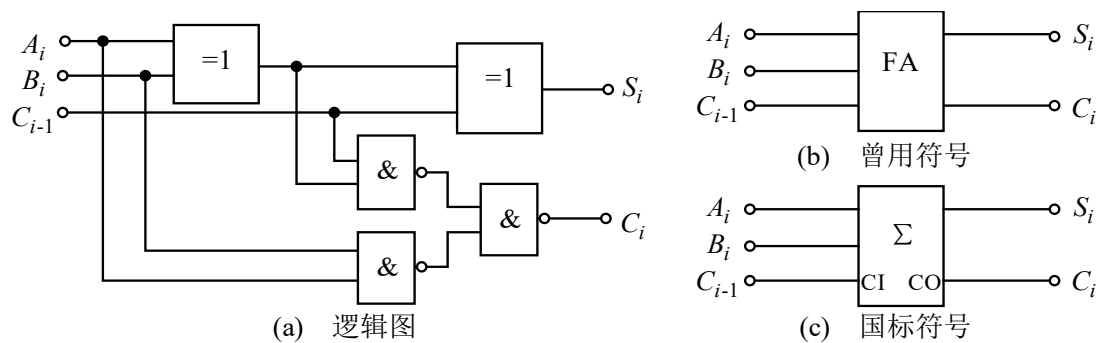 A_i
B_i
C_{i-1}
=1
=1
S_i
&
&
&
C_i
(a) 逻辑图
A_i
B_i
C_{i-1}
FA
S_i
C_i
(b) 曾用符号
A_i
B_i
C_{i-1}
Σ
CI CO
S_i
C_i
(c) 国标符号